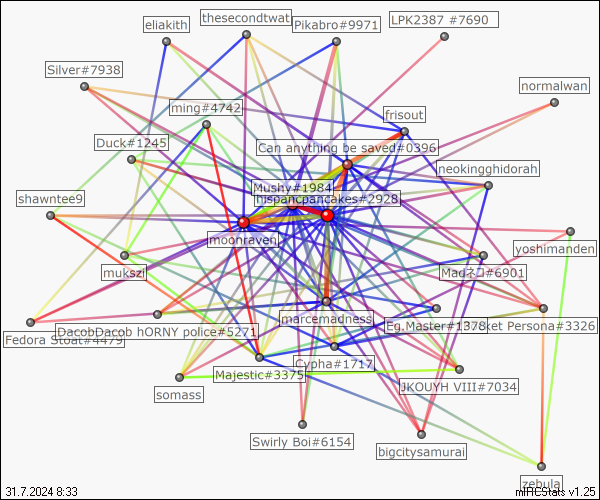 thesecondtwat
LPK2387 #7690
eliakith
Pikabro#9971
Silver#7938
normalwan
ming#4742
frisout
Duck#1245
Can anything be saved#0396
neokingghidorah
Mushy#1984
shawntee9
hispancpancakes#2928
moonraven
yoshimanden
mukszi
Madネコ#6901
marcemadness
Fedora Stoat#4479
DacobDacob hORNY police#5271
Eg.Master#1378
ket Persona#3326
Cypha#1717
Majestic#3375
JKOUYH VIII#7034
somass
Swirly Boi#6154
bigcitysamurai
zebula
31.7.2024 8:33
mIRCStats v1.25